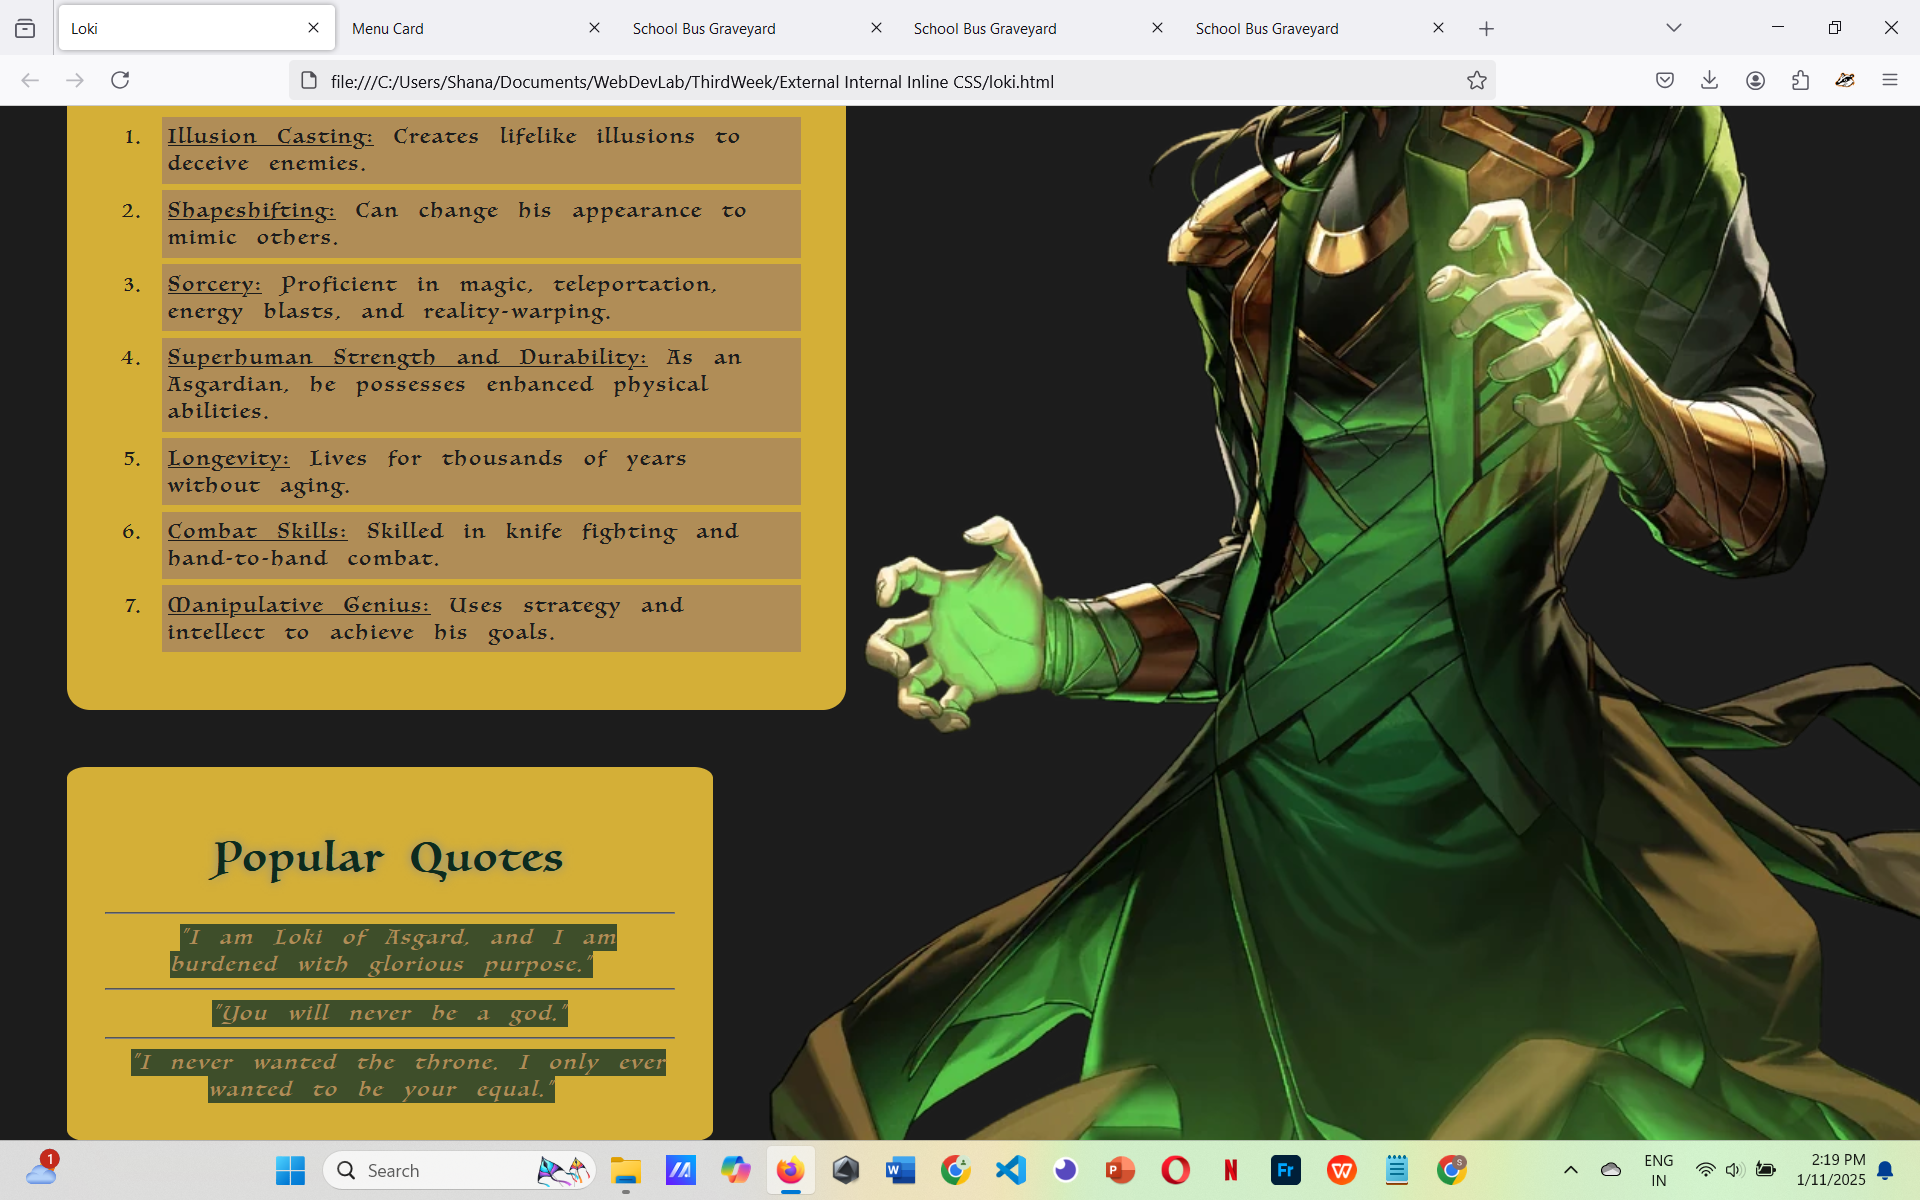 Loki
Menu Card
School Bus Graveyard
School Bus Graveyard
School Bus Graveyard
file:///C:/Users/Shana/Documents/WebDevLab/ThirdWeek/External Internal Inline CSS/loki.html
1. Illusion Casting: Creates lifelike illusions to
deceive enemies.
2. Shapeshifting: Can change his appearance to
mimic others.
3. Sorcery: Proficient in magic, teleportation,
energy blasts, and reality-warping.
4. Superhuman Strength and Durability: As an
Asgardian, he possesses enhanced physical
abilities.
5. Longevity: Lives for thousands of years
without aging.
6. Combat Skills: Skilled in knife fighting and
hand-to-hand combat.
7. Manipulative Genius: Uses strategy and
intellect to achieve his goals.
Popular Quotes
"I am Loki of Asgard, and I am
burdened with glorious purpose."
"You will never be a god."
"I never wanted the throne. I only ever
wanted to be your equal."
1
Search
W
P
N
Fr
S
ENG
IN
2:19 PM
1/11/2025